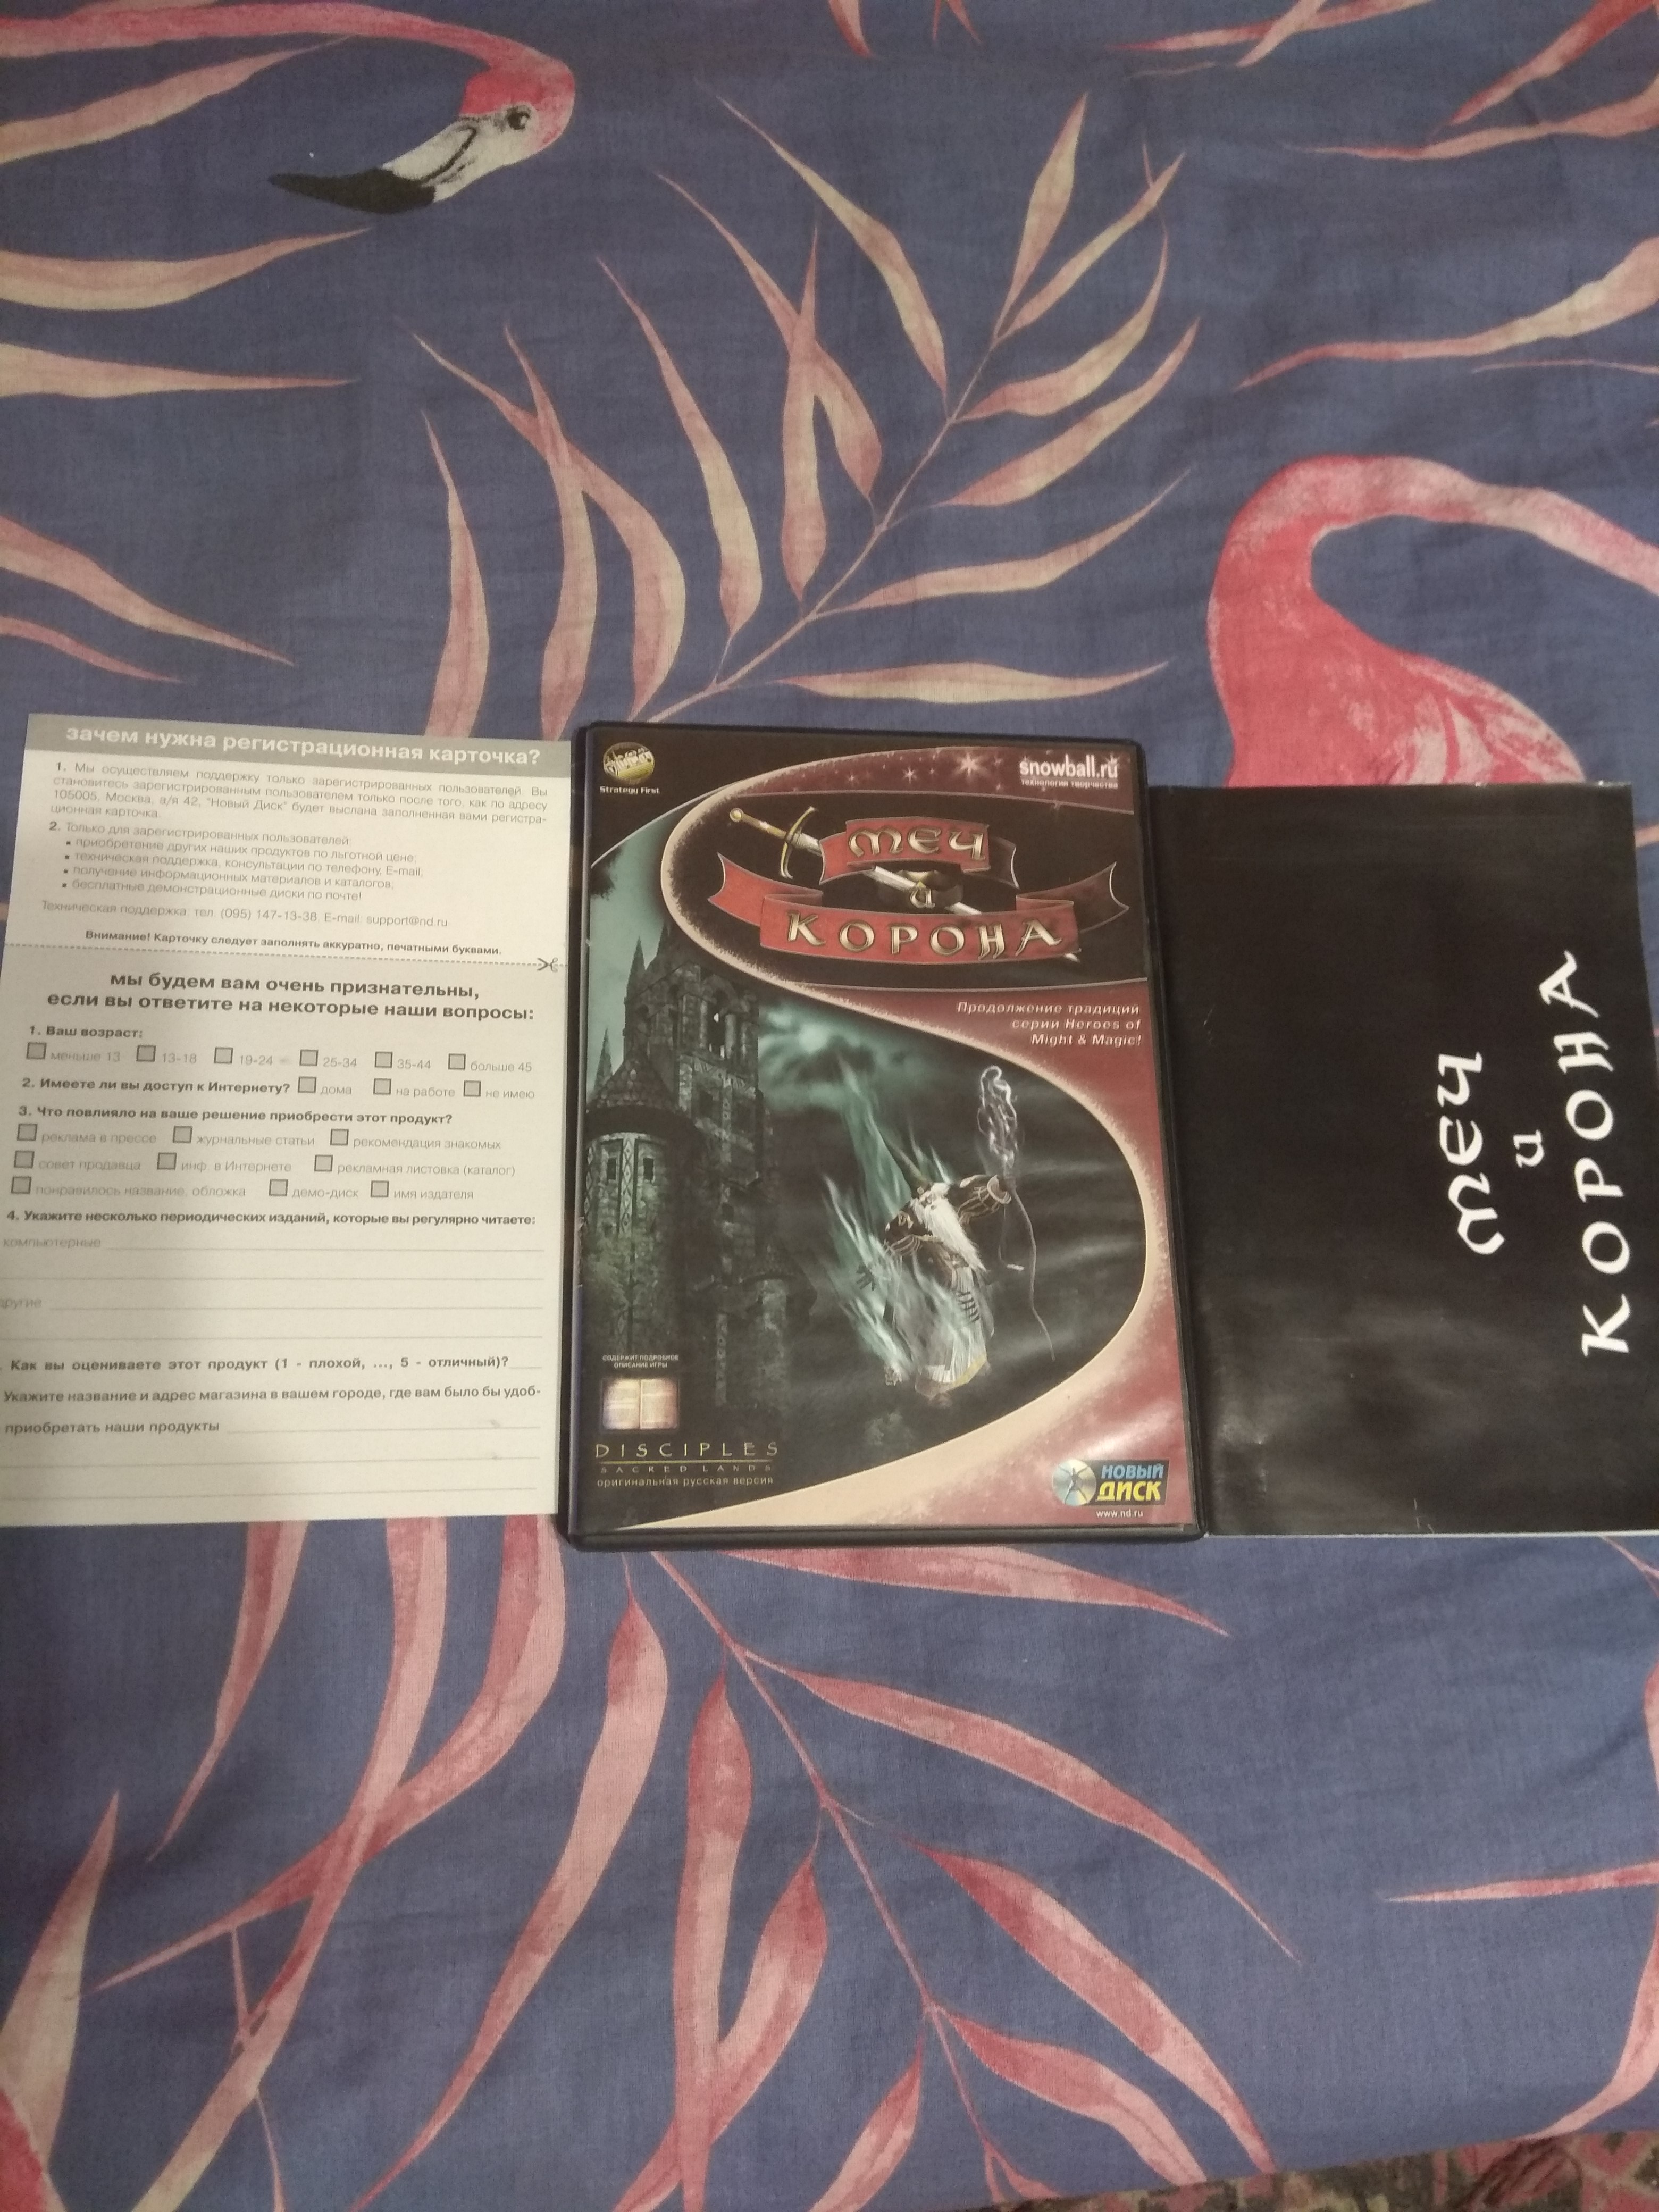 зачем нужна регистрационная карточка?
1. Мы осуществляем поддержку только зарегистрированных пользователей. Вы
становитесь зарегистрированным пользователем только после того, как по адресу
105005, Москва, а/я 42, "Новый Диск" будет выслана заполненная вами регистра-
ционная карточка.
2. Только для зарегистрированных пользователей:
• приобретение других наших продуктов по льготной цене;
• техническая поддержка, консультации по телефону, E-mail;
• получение информационных материалов и каталогов;
• бесплатные демонстрационные диски по почте!
Техническая поддержка: тел. (095) 147-13-38, E-mail: support@nd.ru
Внимание! Карточку следует заполнять аккуратно, печатными буквами.
мы будем вам очень признательны,
если вы ответите на некоторые наши вопросы:
1. Ваш возраст:
меньше 13 13-18 19-24 25-34 35-44 больше 45
2. Имеете ли вы доступ к Интернету? дома на работе не имею
3. Что повлияло на ваше решение приобрести этот продукт?
реклама в прессе журнальные статьи рекомендация знакомых
совет продавца инф. в Интернете рекламная листовка (каталог)
понравилось название, обложка демо-диск имя издателя
4. Укажите несколько периодических изданий, которые вы регулярно читаете:
компьютерные
другие
Как вы оцениваете этот продукт (1 - плохой, ..., 5 - отличный)?
Укажите название и адрес магазина в вашем городе, где вам было бы удоб-
приобретать наши продукты
Strategy First
snowball.ru
технология творчества
МЕЧ
и
КОРОНА
Продолжение традиций
серии Heroes of
Might & Magic!
СОДЕРЖИТ ПОДРОБНОЕ
ОПИСАНИЕ ИГРЫ
DISCIPLES
SACRED LANDS
оригинальная русская версия
НОВЫЙ
ДИСК
www.nd.ru
МЕЧ
и
КОРОНА